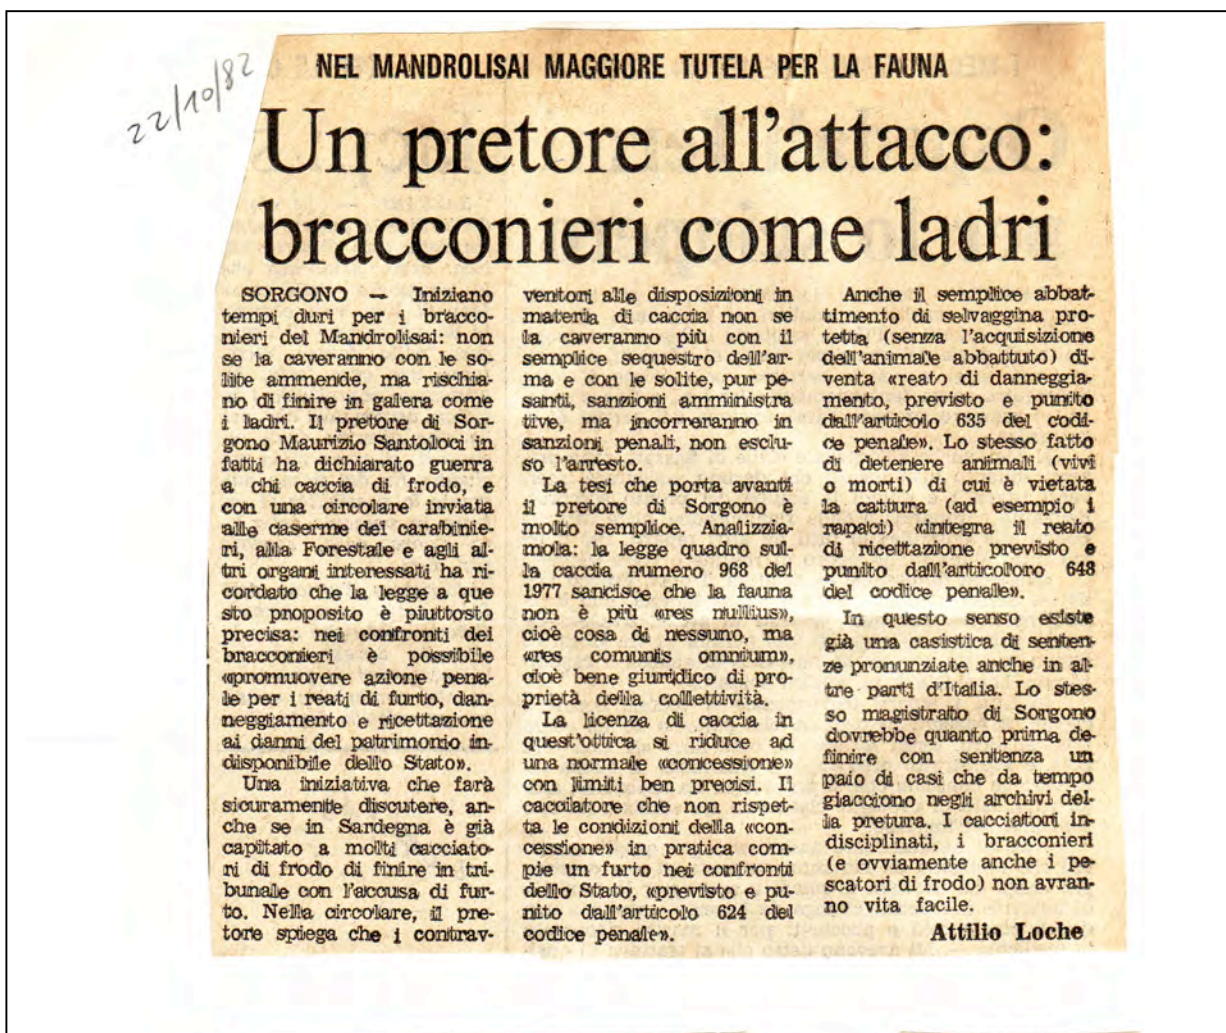 22/10/82
NEL MANDROLISAI MAGGIORE TUTELA PER LA FAUNA
Un pretore all'attacco:
bracconieri come ladri
SORGONO — Iniziano
tempi duri per i bracco-
nieri del Mandrolisai: non
se la caveranno con le so-
lite ammende, ma rischia-
no di finire in galera come
i ladri. Il pretore di Sor-
gono Maurizio Santoloci in
fatti ha dichiarato guerra
a chi caccia di frodo, e
con una circolare inviata
alle caserme dei carabinie-
ri, alla Forestale e agli al-
tri organi interessati ha ri-
cordato che la legge a que
sto proposito è piuttosto
precisa: nei confronti dei
bracconieri è possibile
«promuovere azione pena-
le per i reati di furto, dan-
neggiamento e ricettazione
ai danni del patrimonio in-
disponibile dello Stato».
Una iniziativa che farà
sicuramente discutere, an-
che se in Sardegna è già
capitato a molti cacciato-
ri di frodo di finire in tri-
bunale con l'accusa di fur-
to. Nella circolare, il pre-
tore spiega che i contrav-
ventori alle disposizioni in
materia di caccia non se
la caveranno più con il
semplice sequestro dell'ar-
ma e con le solite, pur pe-
santi, sanzioni amministra
tive, ma incorreranno in
sanzioni penali, non esclu-
so l'arresto.
La tesi che porta avanti
il pretore di Sorgono è
molto semplice. Analizzia-
mola: la legge quadro sul-
la caccia numero 968 del
1977 sancisce che la fauna
non è più «res nullius»,
cioè cosa di nessuno, ma
«res comunis omnium»,
cioè bene giuridico di pro-
prietà della collettività.
La licenza di caccia in
quest'ottica si riduce ad
una normale «concessione»
con limiti ben precisi. Il
cacciatore che non rispet-
ta le condizioni della «con-
cessione» in pratica com-
pie un furto nei confronti
dello Stato, «previsto e pu-
nito dall'articolo 624 del
codice penale».
Anche il semplice abbat-
timento di selvaggina pro-
tetta (senza l'acquisizione
dell'animale abbattuto) di-
venta «reato di danneggia-
mento, previsto e punito
dall'articolo 635 del codi-
ce penale». Lo stesso fatto
di detenere animali (vivi
o morti) di cui è vietata
la cattura (ad esempio i
rapaci) «integra il reato
di ricettazione previsto e
punito dall'articoloro 648
del codice penale».
In questo senso esiste
già una casistica di senten-
ze pronunziate anche in al-
tre parti d'Italia. Lo stes-
so magistrato di Sorgono
dovrebbe quanto prima de-
finire con sentenza un
paio di casi che da tempo
giacciono negli archivi del-
la pretura. I cacciatori in-
disciplinati, i bracconieri
(e ovviamente anche i pe-
scatori di frodo) non avran-
no vita facile.
Attilio Loche